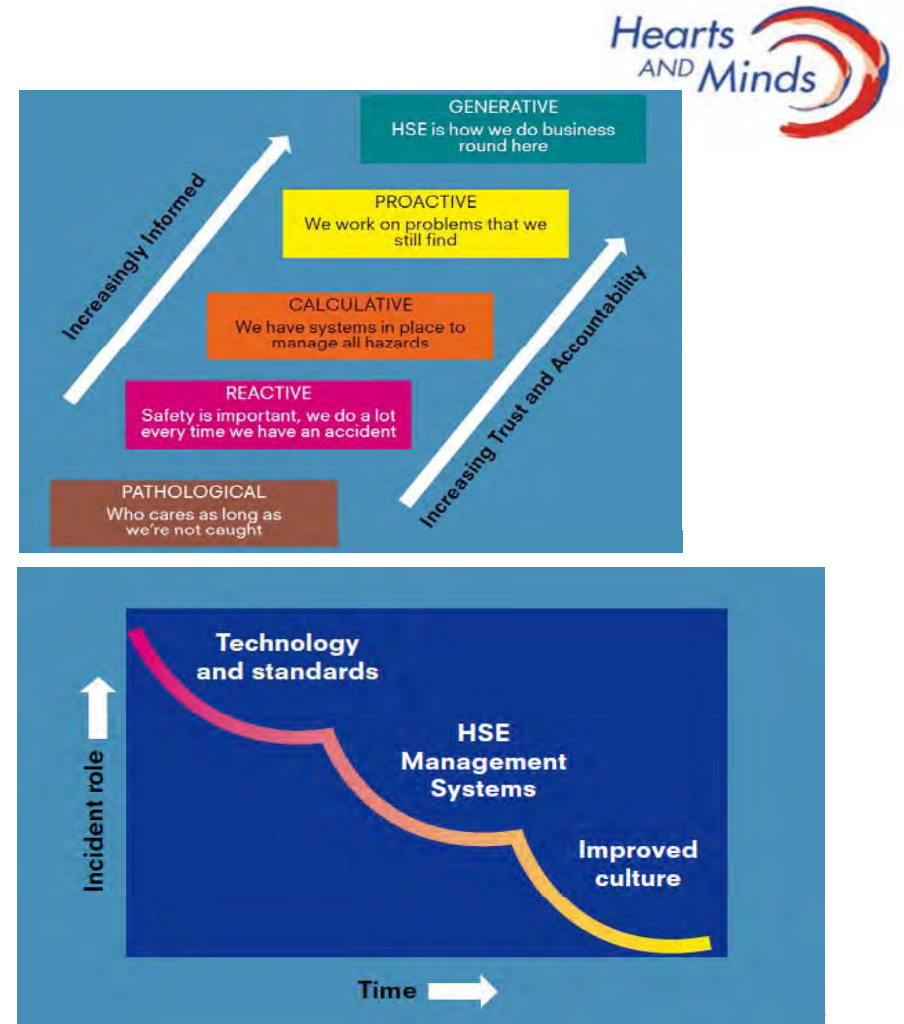 Hearts
AND Minds
GENERATIVE
HSE is how we do business
round here
PROACTIVE
We work on problems that we
still find
CALCULATIVE
We have systems in place to
manage all hazards
REACTIVE
Safety is important, we do a lot
every time we have an accident
PATHOLOGICAL
Who cares as long as
we're not caught
Increasingly Informed
Increasing Trust and Accountability
Technology
and standards
HSE
Management
Systems
Improved
culture
Incident role
Time